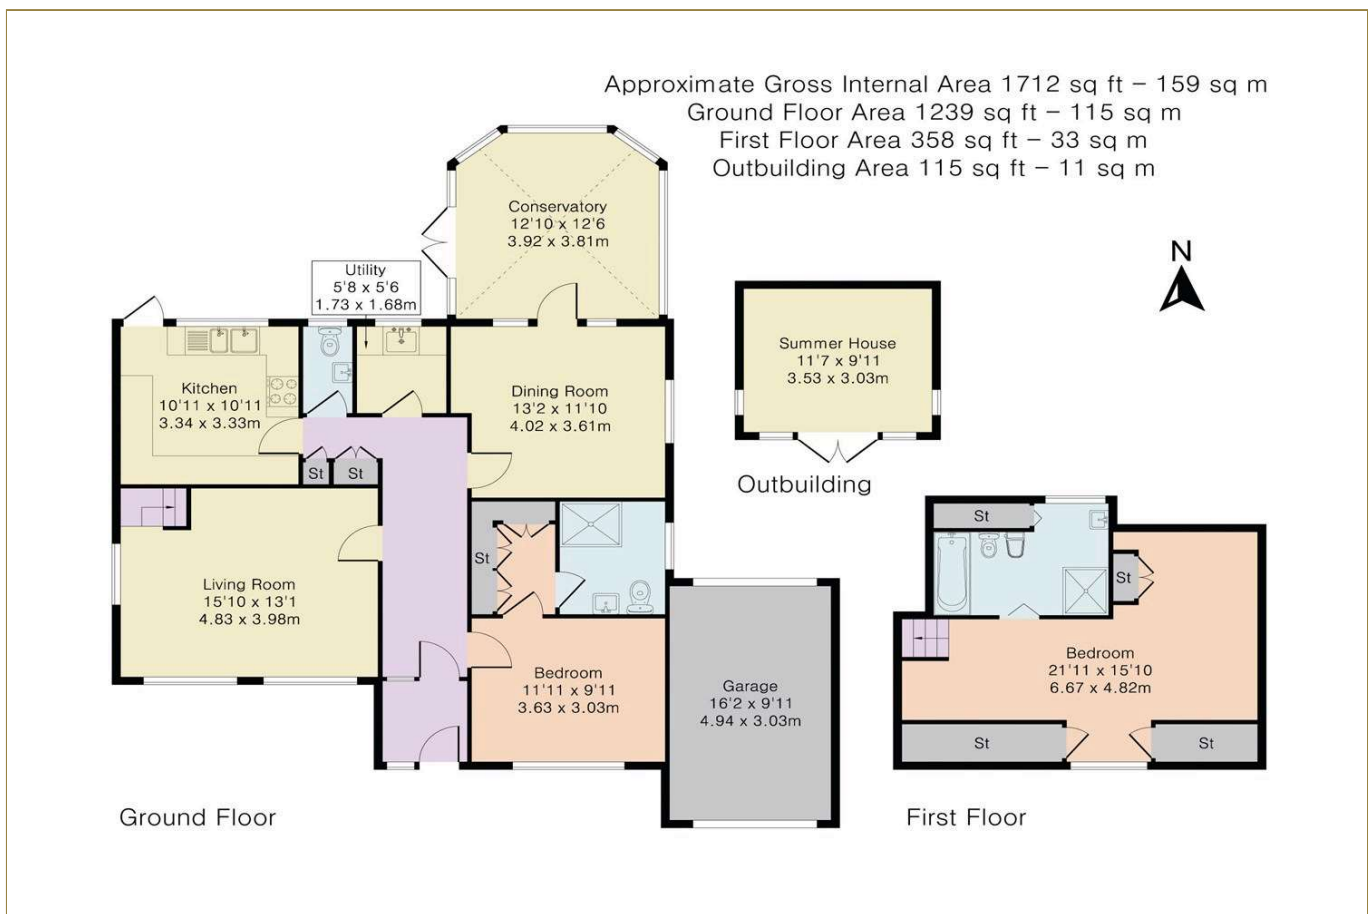 Approximate Gross Internal Area 1712 sq ft – 159 sq m
Ground Floor Area 1239 sq ft – 115 sq m
First Floor Area 358 sq ft – 33 sq m
Outbuilding Area 115 sq ft – 11 sq m
Conservatory
12'10 x 12'6
3.92 x 3.81m
N
Utility
5'8 x 5'6
1.73 x 1.68m
Kitchen
10'11 x 10'11
3.34 x 3.33m
Dining Room
13'2 x 11'10
4.02 x 3.61m
Summer House
11'7 x 9'11
3.53 x 3.03m
Outbuilding
St
St
St
Living Room
15'10 x 13'1
4.83 x 3.98m
Bedroom
11'11 x 9'11
3.63 x 3.03m
Garage
16'2 x 9'11
4.94 x 3.03m
Ground Floor
St
St
Bedroom
21'11 x 15'10
6.67 x 4.82m
St
St
First Floor